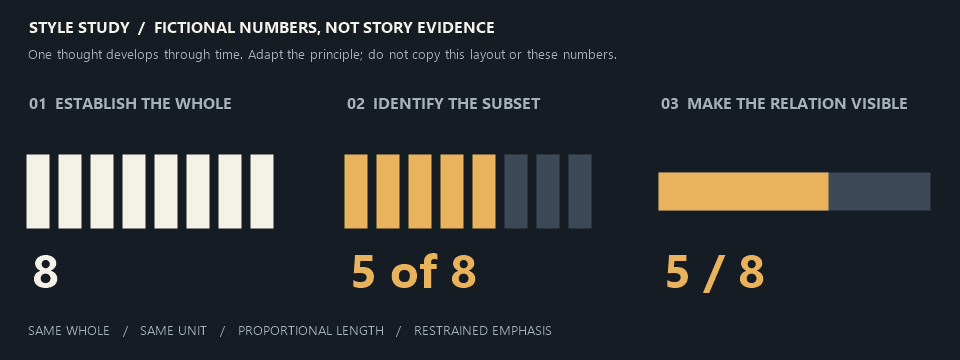 STYLE STUDY / FICTIONAL NUMBERS, NOT STORY EVIDENCE
One thought develops through time. Adapt the principle; do not copy this layout or these numbers.
01 ESTABLISH THE WHOLE
8
02 IDENTIFY THE SUBSET
5 of 8
03 MAKE THE RELATION VISIBLE
5 / 8
SAME WHOLE / SAME UNIT / PROPORTIONAL LENGTH / RESTRAINED EMPHASIS